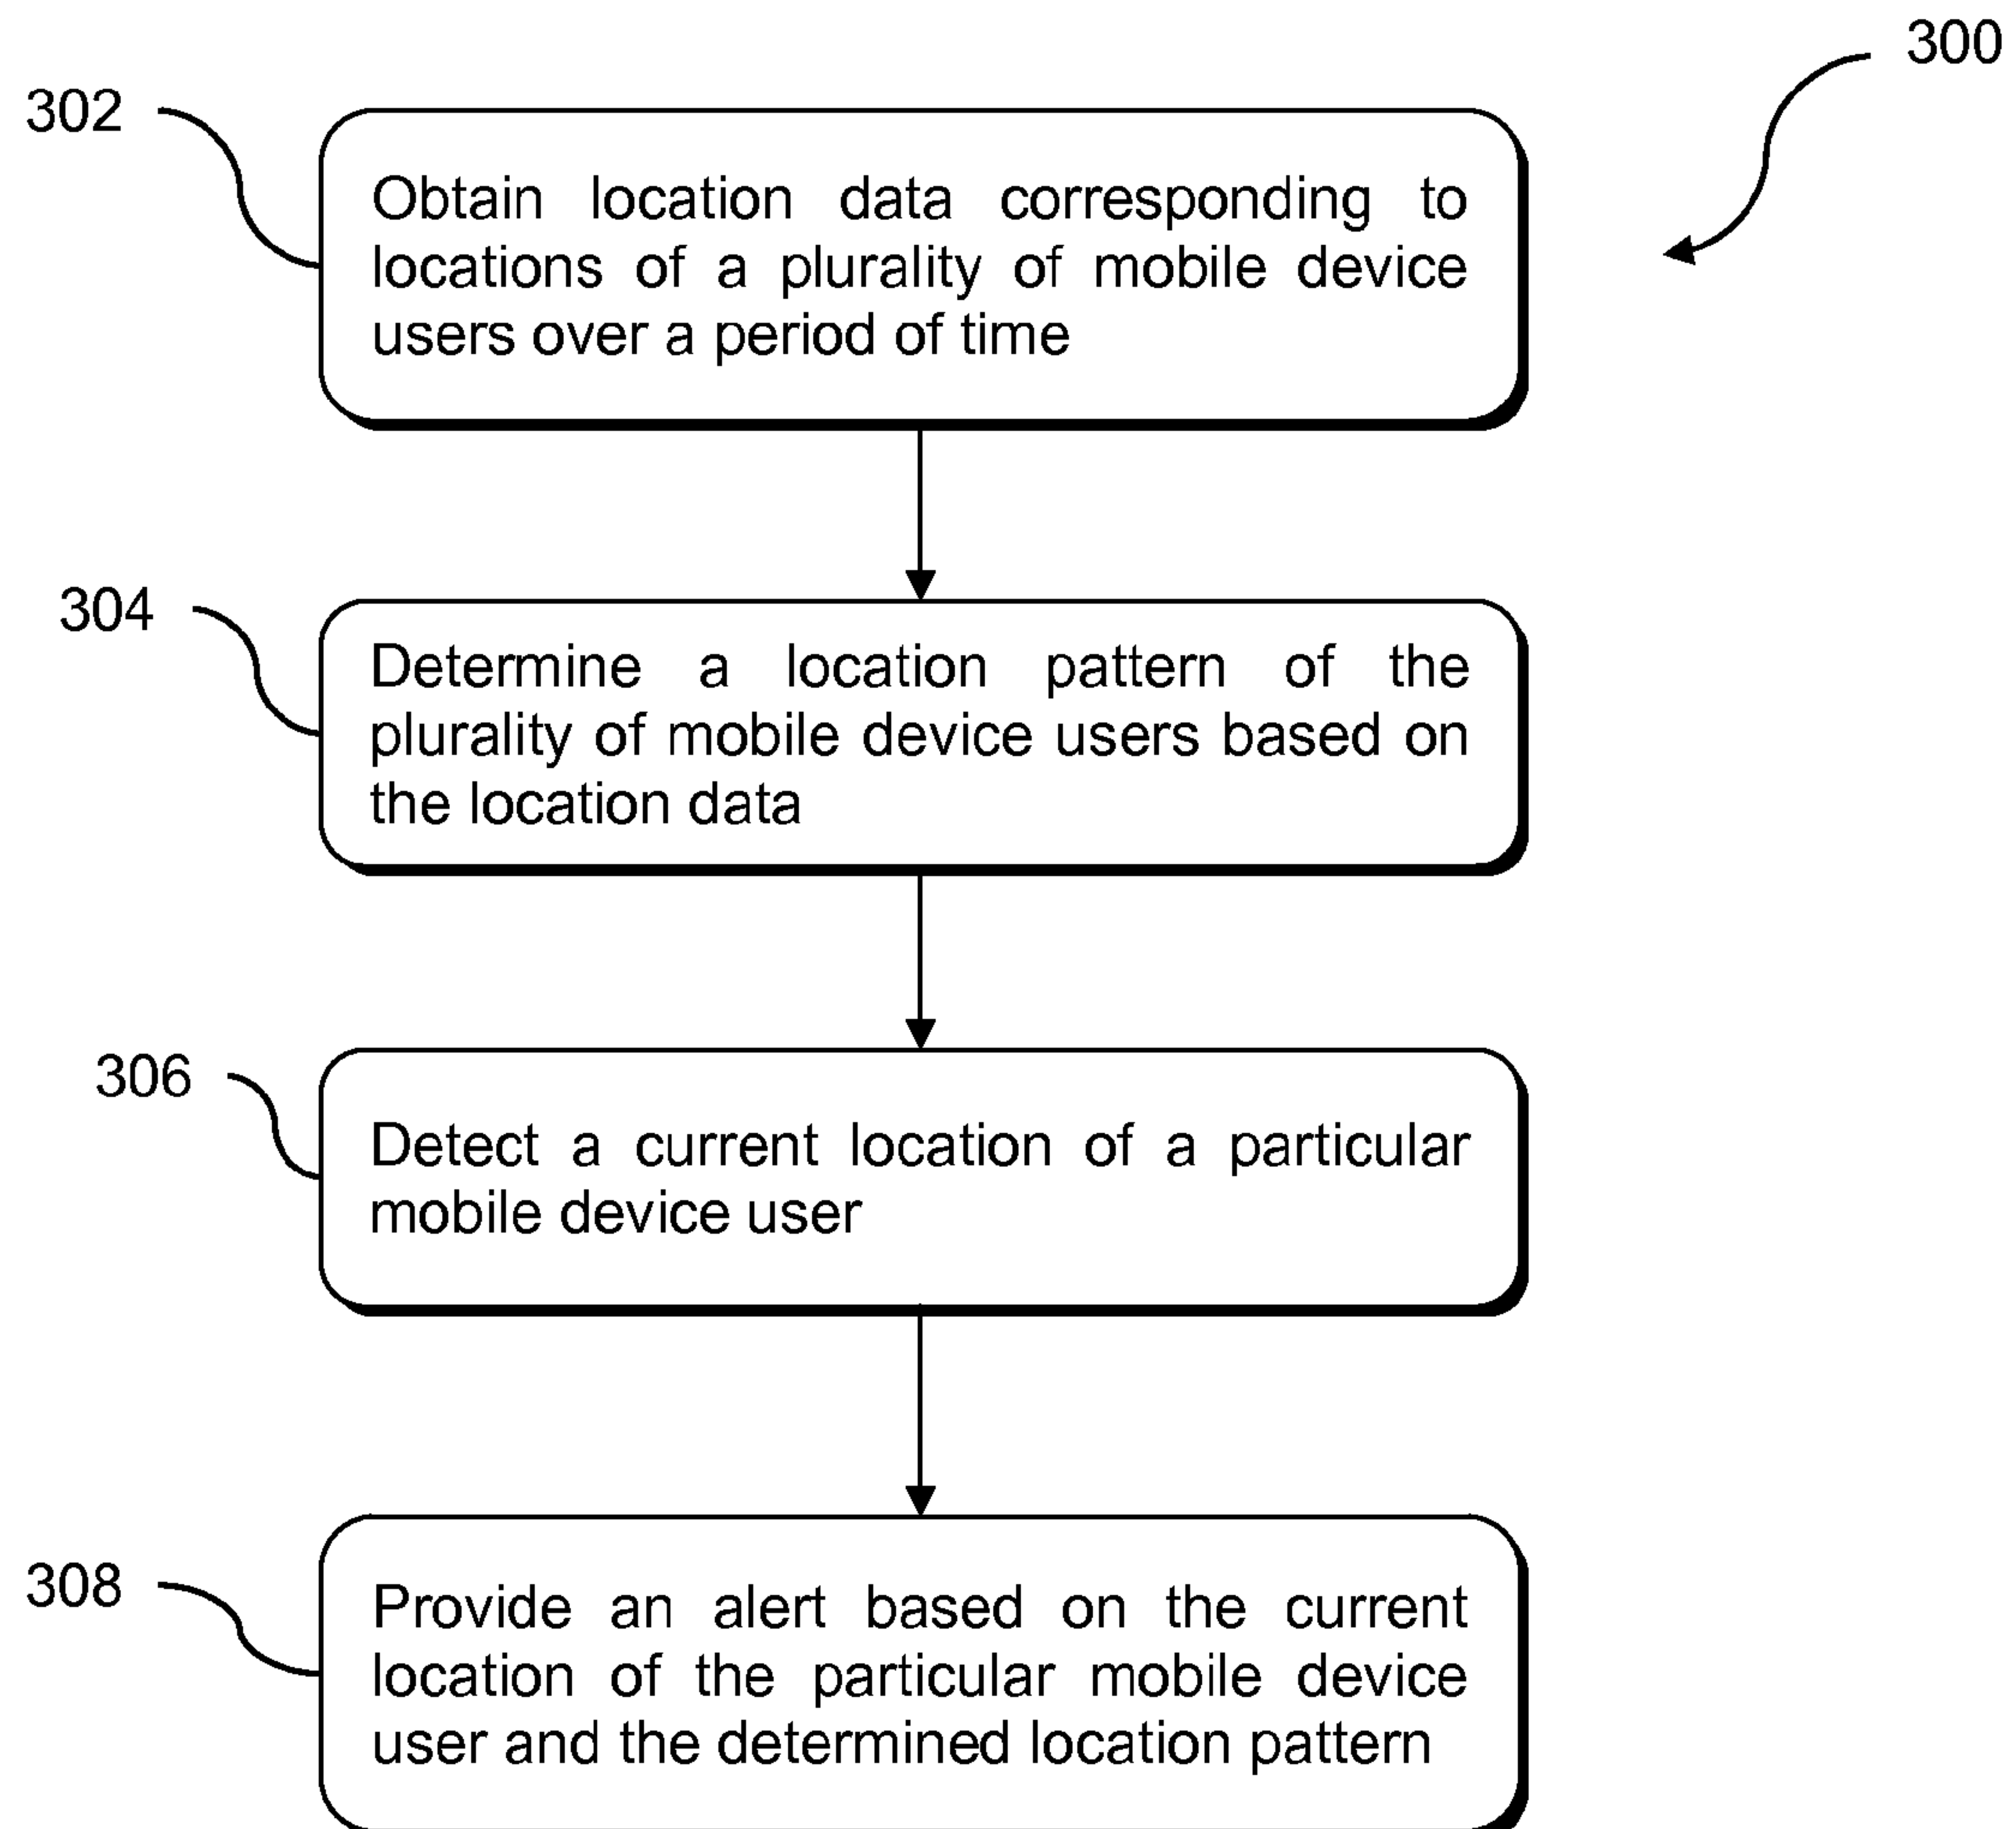 300
302
Obtain location data corresponding to
locations of a plurality of mobile device
users over a period of time
304
Determine a location pattern of the
plurality of mobile device users based on
the location data
306
Detect a current location of a particular
mobile device user
308
Provide an alert based on the current
location of the particular mobile device
user and the determined location pattern